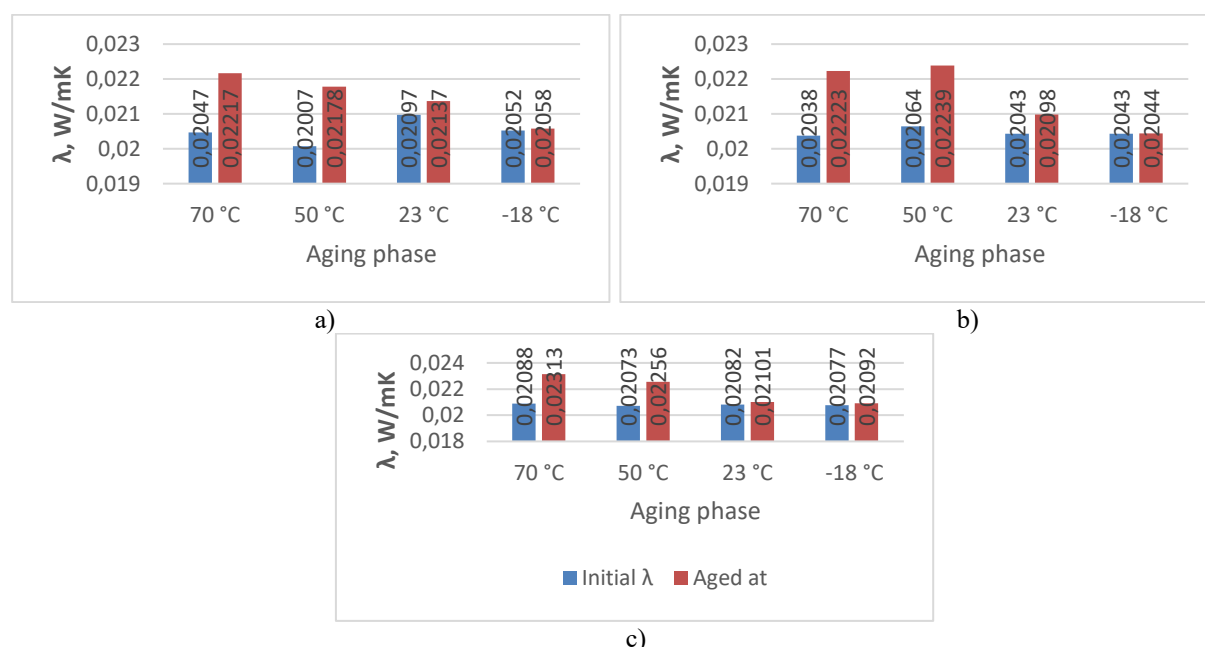 0,023
0,022
0,021
0,02
0,019
λ, W/mK
0,02047
0,02217
0,02007
0,02178
0,02097
0,02137
0,02052
0,02058
70 °C 50 °C 23 °C -18 °C
Aging phase
a)
0,023
0,022
0,021
0,02
0,019
λ, W/mK
0,02038
0,02223
0,02064
0,02239
0,02043
0,02098
0,02043
0,02044
70 °C 50 °C 23 °C -18 °C
Aging phase
b)
0,024
0,022
0,02
0,018
λ, W/mK
0,02088
0,02313
0,02073
0,02256
0,02082
0,02101
0,02077
0,02092
70 °C 50 °C 23 °C -18 °C
Aging phase
Initial λ Aged at
c)